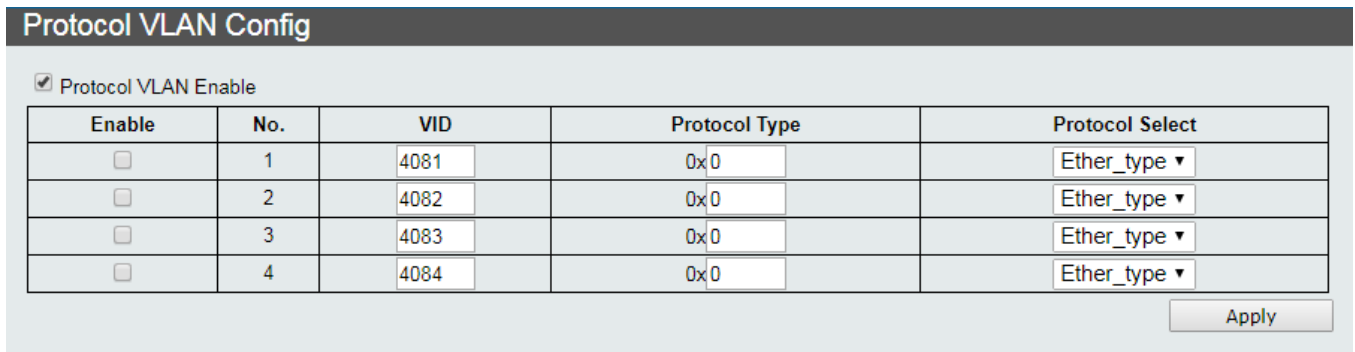 Protocol VLAN Config
Protocol VLAN Enable
Enable No. VID Protocol Type Protocol Select
1 4081 0x0 Ether_type
2 4082 0x0 Ether_type
3 4083 0x0 Ether_type
4 4084 0x0 Ether_type
Apply